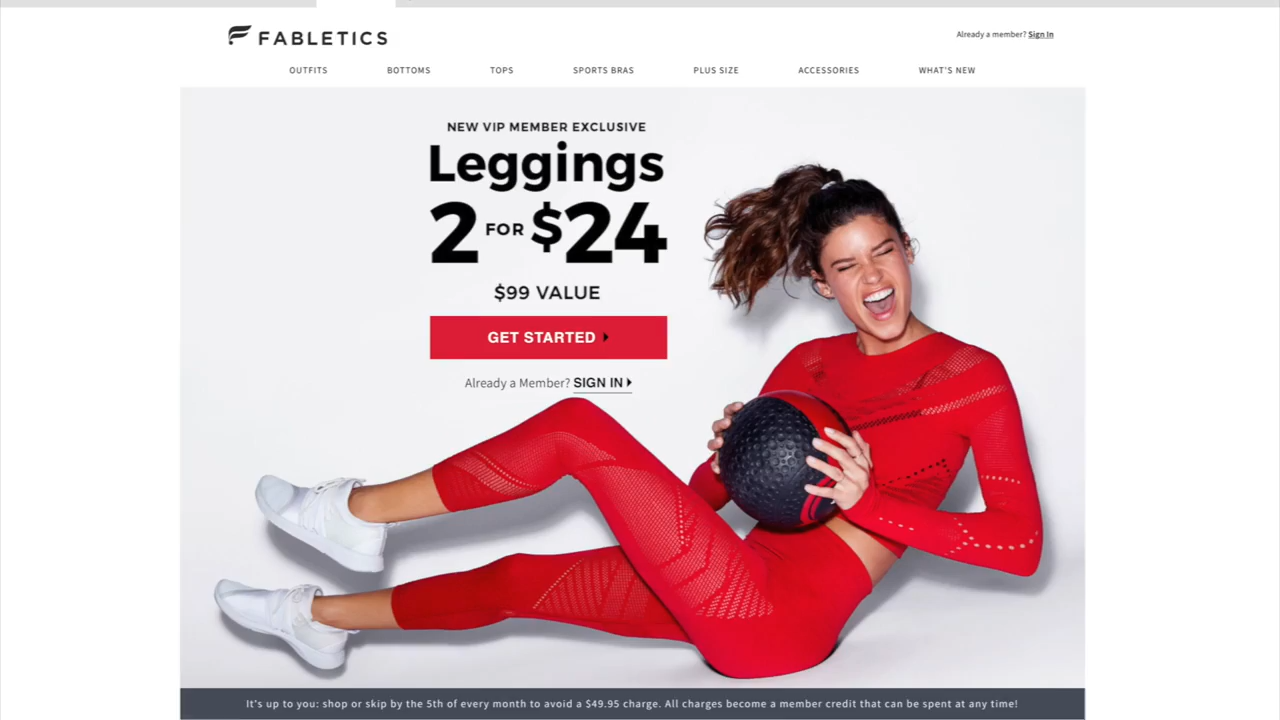 FABLETICS
Already a member? Sign In
OUTFITS BOTTOMS TOPS SPORTS BRAS PLUS SIZE ACCESSORIES WHAT'S NEW
NEW VIP MEMBER EXCLUSIVE
Leggings
2 FOR $24
$99 VALUE
GET STARTED
Already a Member? SIGN IN
It's up to you: shop or skip by the 5th of every month to avoid a $49.95 charge. All charges become a member credit that can be spent at any time!